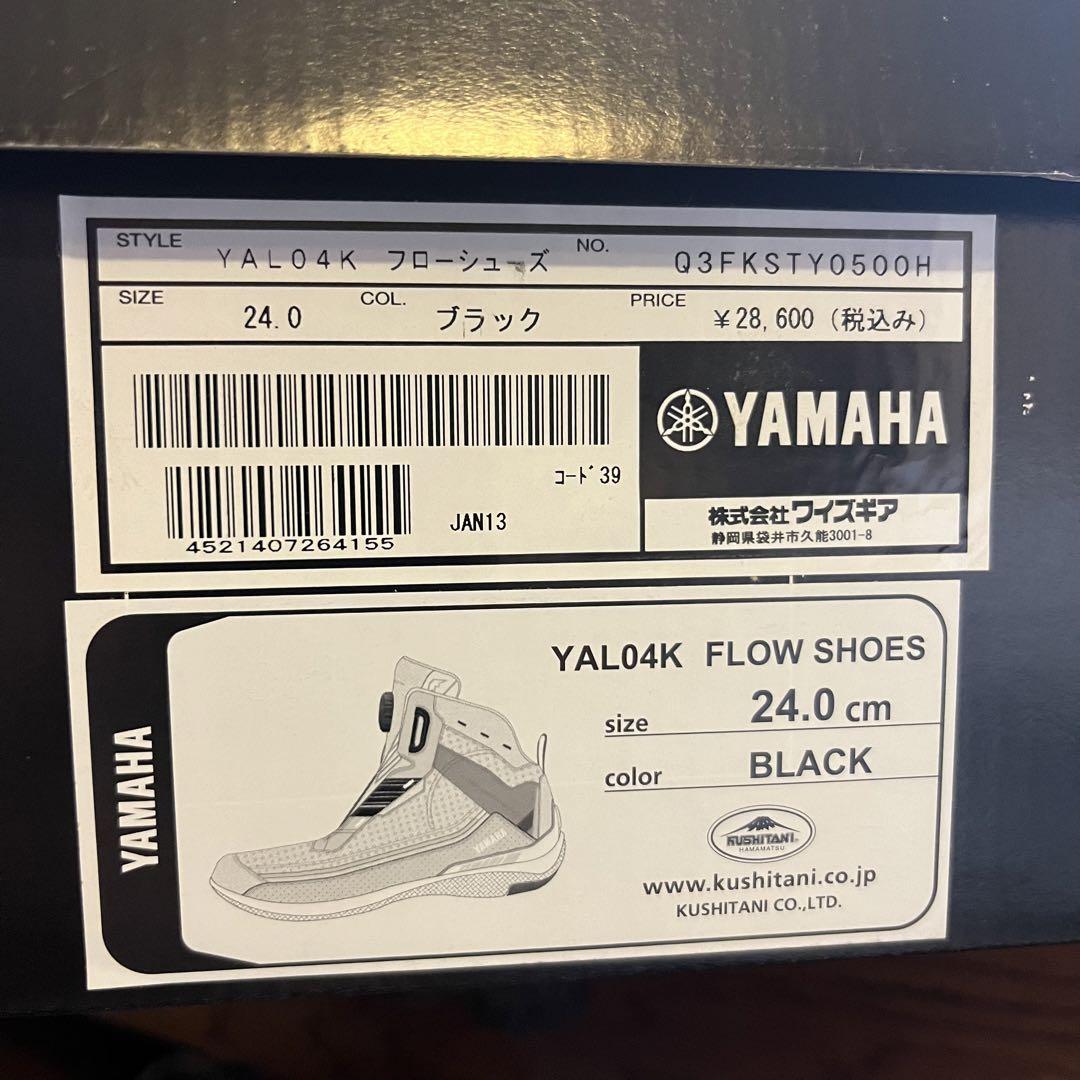 STYLE YAL04K フローシューズ NO. Q3FKSTY0500H
SIZE 24.0 COL. ブラック PRICE ¥28,600 (税込み)
YAMAHA
コード39
JAN13
4521407264155
株式会社ワイズギア
静岡県袋井市久能3001-8
YAMAHA
YAMAHA
YAL04K FLOW SHOES
size 24.0 cm
color BLACK
KUSHITANI
HAMAMATSU
www.kushitani.co.jp
KUSHITANI CO.,LTD.